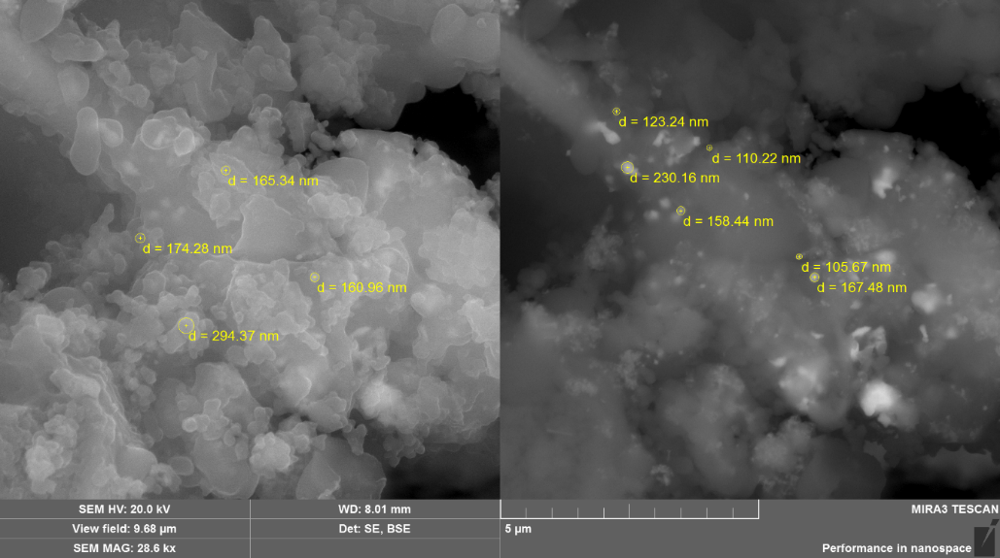 d = 165.34 nm
d = 174.28 nm
d = 160.96 nm
d = 294.37 nm
d = 123.24 nm
d = 110.22 nm
d = 230.16 nm
d = 158.44 nm
d = 105.67 nm
d = 167.48 nm
SEM HV: 20.0 kV
WD: 8.01 mm
MIRA3 TESCAN
View field: 9.68 µm
Det: SE, BSE
5 µm
SEM MAG: 28.6 kx
Performance in nanospace